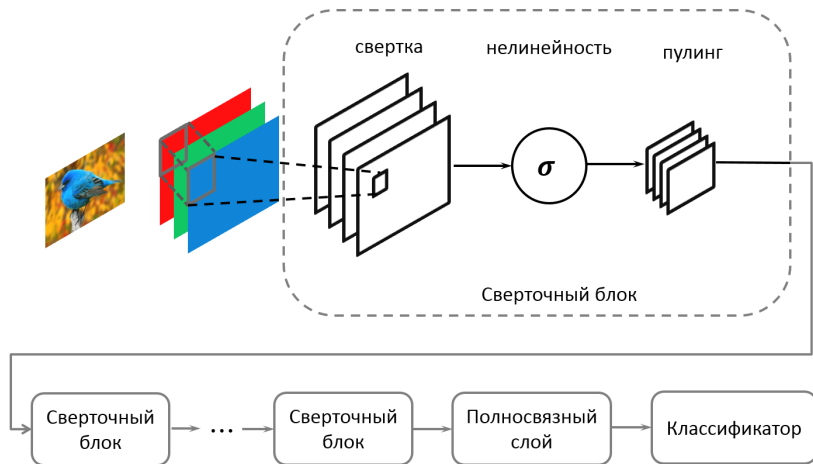 свертка
нелинейность
пулинг
σ
Сверточный блок
Сверточный
блок
...
Сверточный
блок
Полносвязный
слой
Классификатор